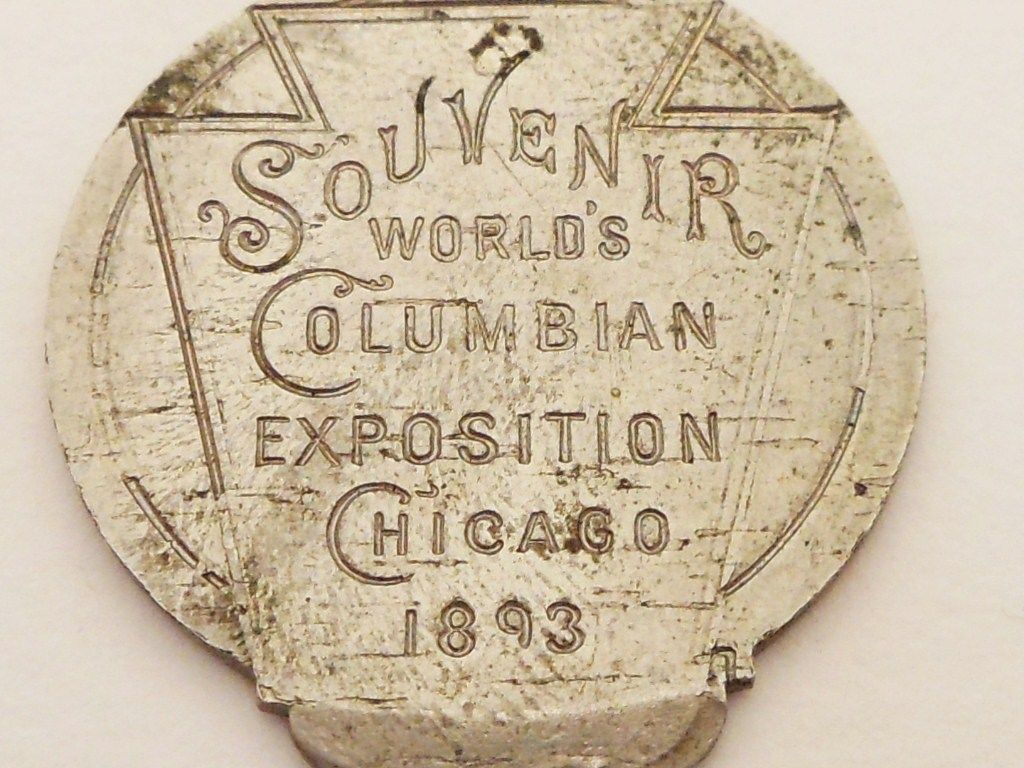 SOUVENIR
WORLD'S
COLUMBIAN
EXPOSITION
CHICAGO
1893